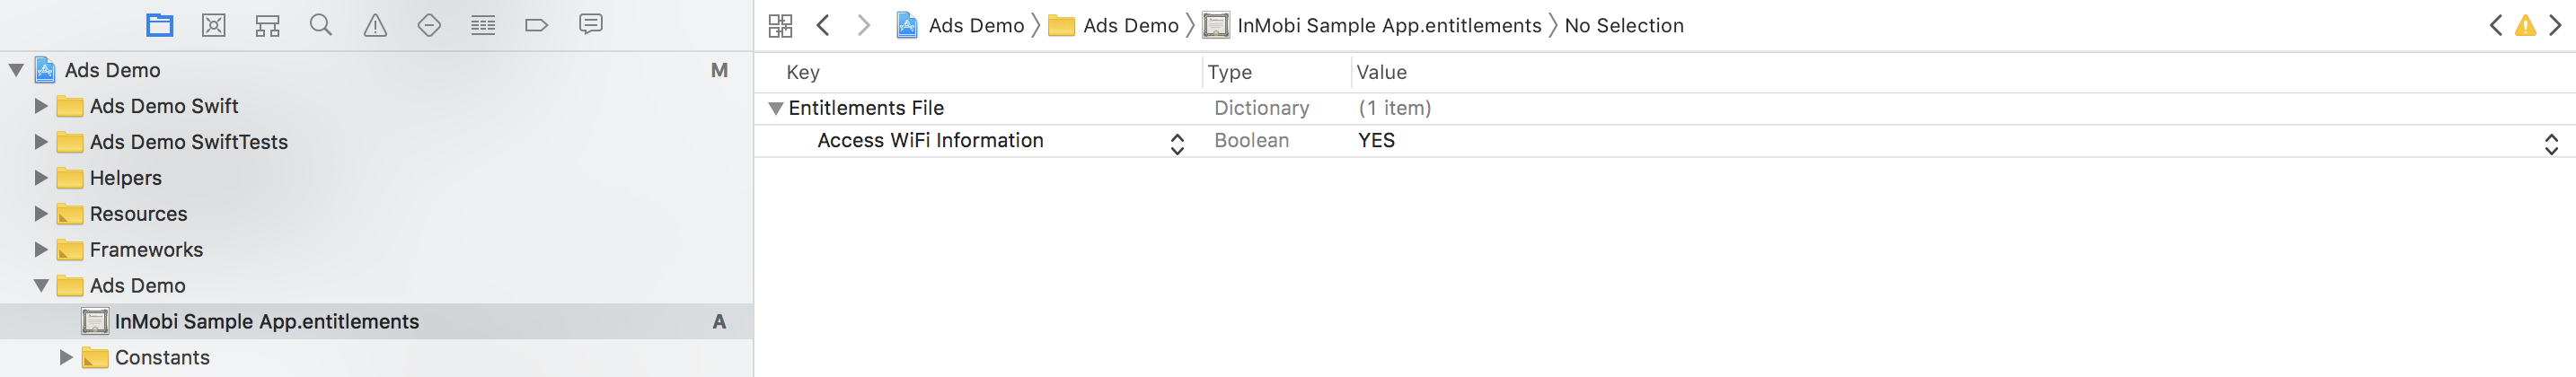 Ads Demo Ads Demo InMobi Sample App.entitlements No Selection
Ads Demo M
Ads Demo Swift
Ads Demo SwiftTests
Helpers
Resources
Frameworks
Ads Demo
InMobi Sample App.entitlements A
Constants
Key Type Value
Entitlements File Dictionary (1 item)
Access WiFi Information Boolean YES